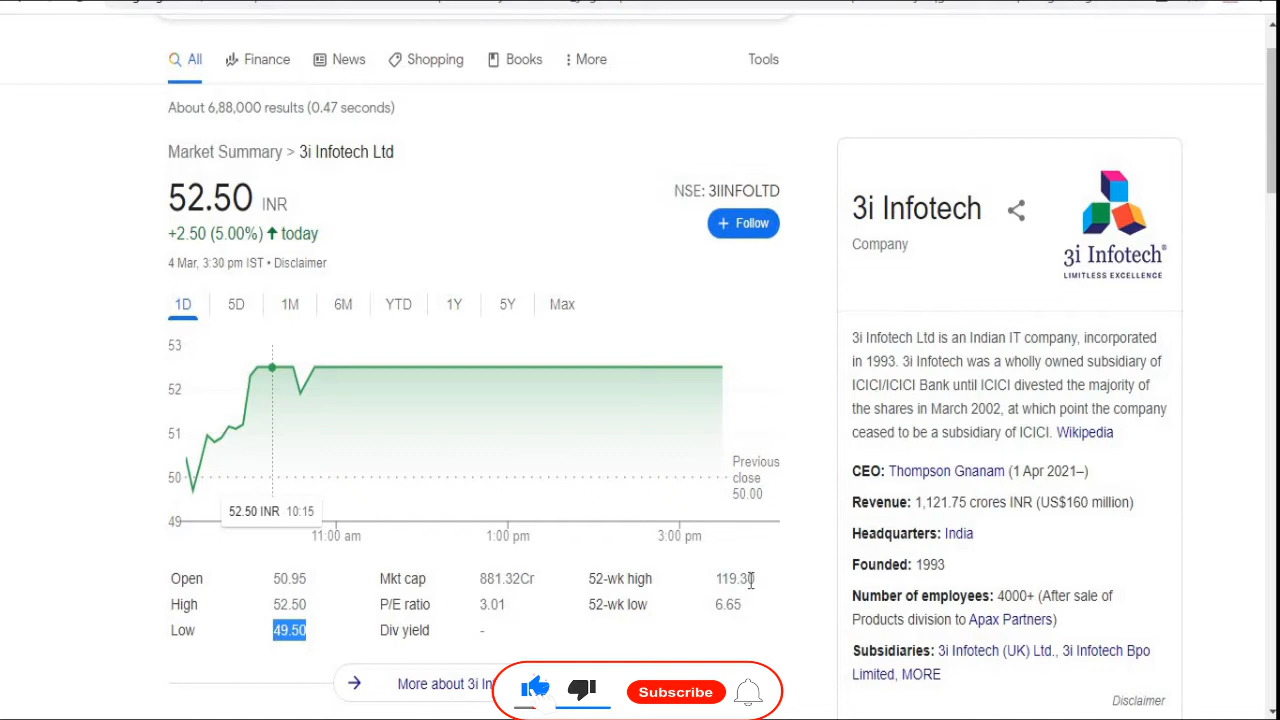 All
Finance
News
Shopping
Books
More
Tools
About 6,88,000 results (0.47 seconds)
Market Summary > 3i Infotech Ltd
52.50 INR
NSE: 3IINFOLTD
+2.50 (5.00%) today
+ Follow
4 Mar, 3:30 pm IST • Disclaimer
1D
5D
1M
6M
YTD
1Y
5Y
Max
53
52
51
50
49
Previous
close
50.00
52.50 INR 10:15
11:00 am
1:00 pm
3:00 pm
Open 50.95
Mkt cap 881.32Cr
52-wk high 119.30
High 52.50
P/E ratio 3.01
52-wk low 6.65
Low 49.50
Div yield -
More about 3i In
Subscribe
3i Infotech
Company
3i Infotech®
LIMITLESS EXCELLENCE
3i Infotech Ltd is an Indian IT company, incorporated
in 1993. 3i Infotech was a wholly owned subsidiary of
ICICI/ICICI Bank until ICICI divested the majority of
the shares in March 2002, at which point the company
ceased to be a subsidiary of ICICI. Wikipedia
CEO: Thompson Gnanam (1 Apr 2021–)
Revenue: 1,121.75 crores INR (US$160 million)
Headquarters: India
Founded: 1993
Number of employees: 4000+ (After sale of
Products division to Apax Partners)
Subsidiaries: 3i Infotech (UK) Ltd., 3i Infotech Bpo
Limited, MORE
Disclaimer